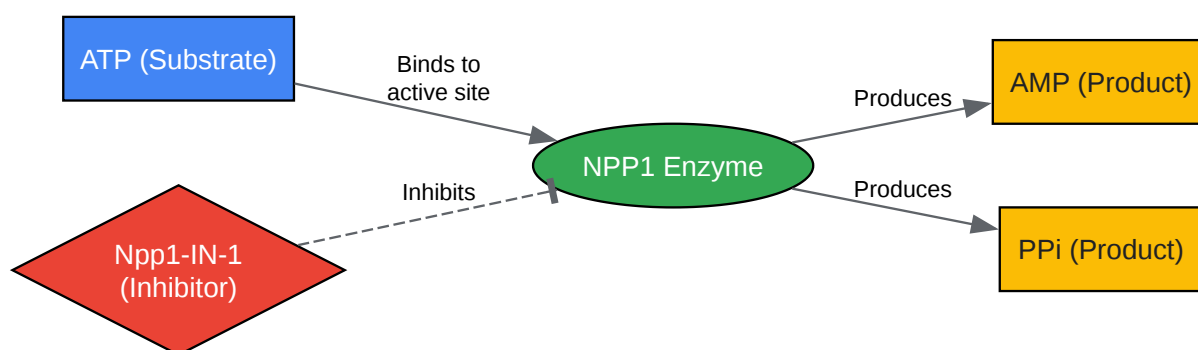 ATP (Substrate)
Binds to
active site
NPP1 Enzyme
Inhibits
Npp1-IN-1
(Inhibitor)
Produces
AMP (Product)
Produces
PPi (Product)